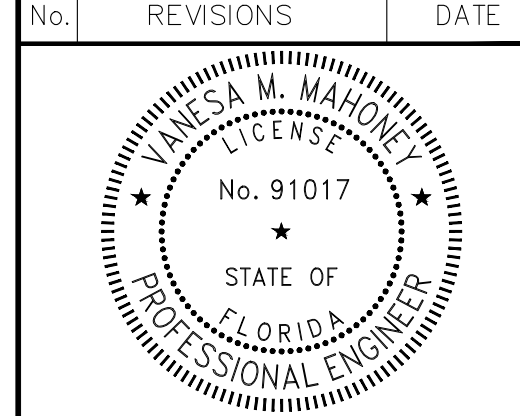 No. REVISIONS DATE
VANESA M. MAHONEY
LICENSE
No. 91017
STATE OF
FLORIDA
PROFESSIONAL ENGINEER